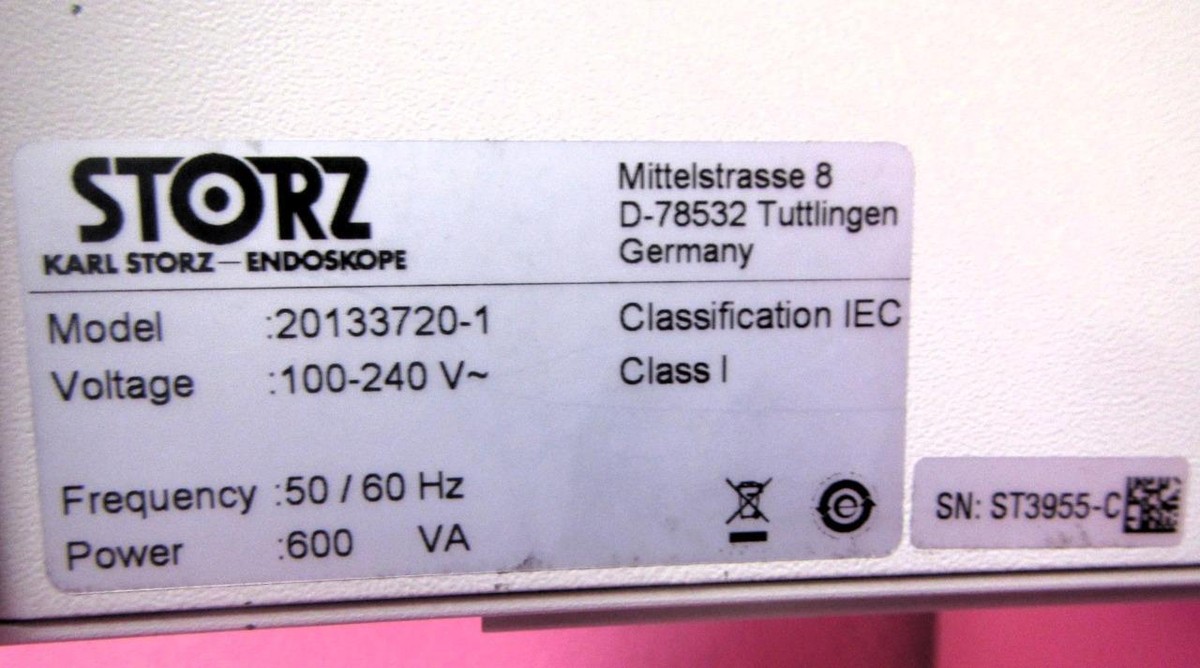 STORZ
KARL STORZ—ENDOSKOPE
Mittelstrasse 8
D-78532 Tuttlingen
Germany
Model :20133720-1
Voltage :100-240 V~
Frequency :50 / 60 Hz
Power :600 VA
Classification IEC
Class I
e
SN: ST3955-C